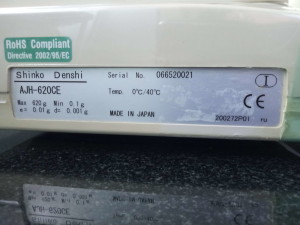 RoHS Compliant
Directive 2002/95/EC
Shinko Denshi Serial No. 066520021
AJH-620CE Temp. 0°C/40°C
Max 620g Min 0.1g
e= 0.01g d= 0.001g MADE IN JAPAN
CE
200272P01